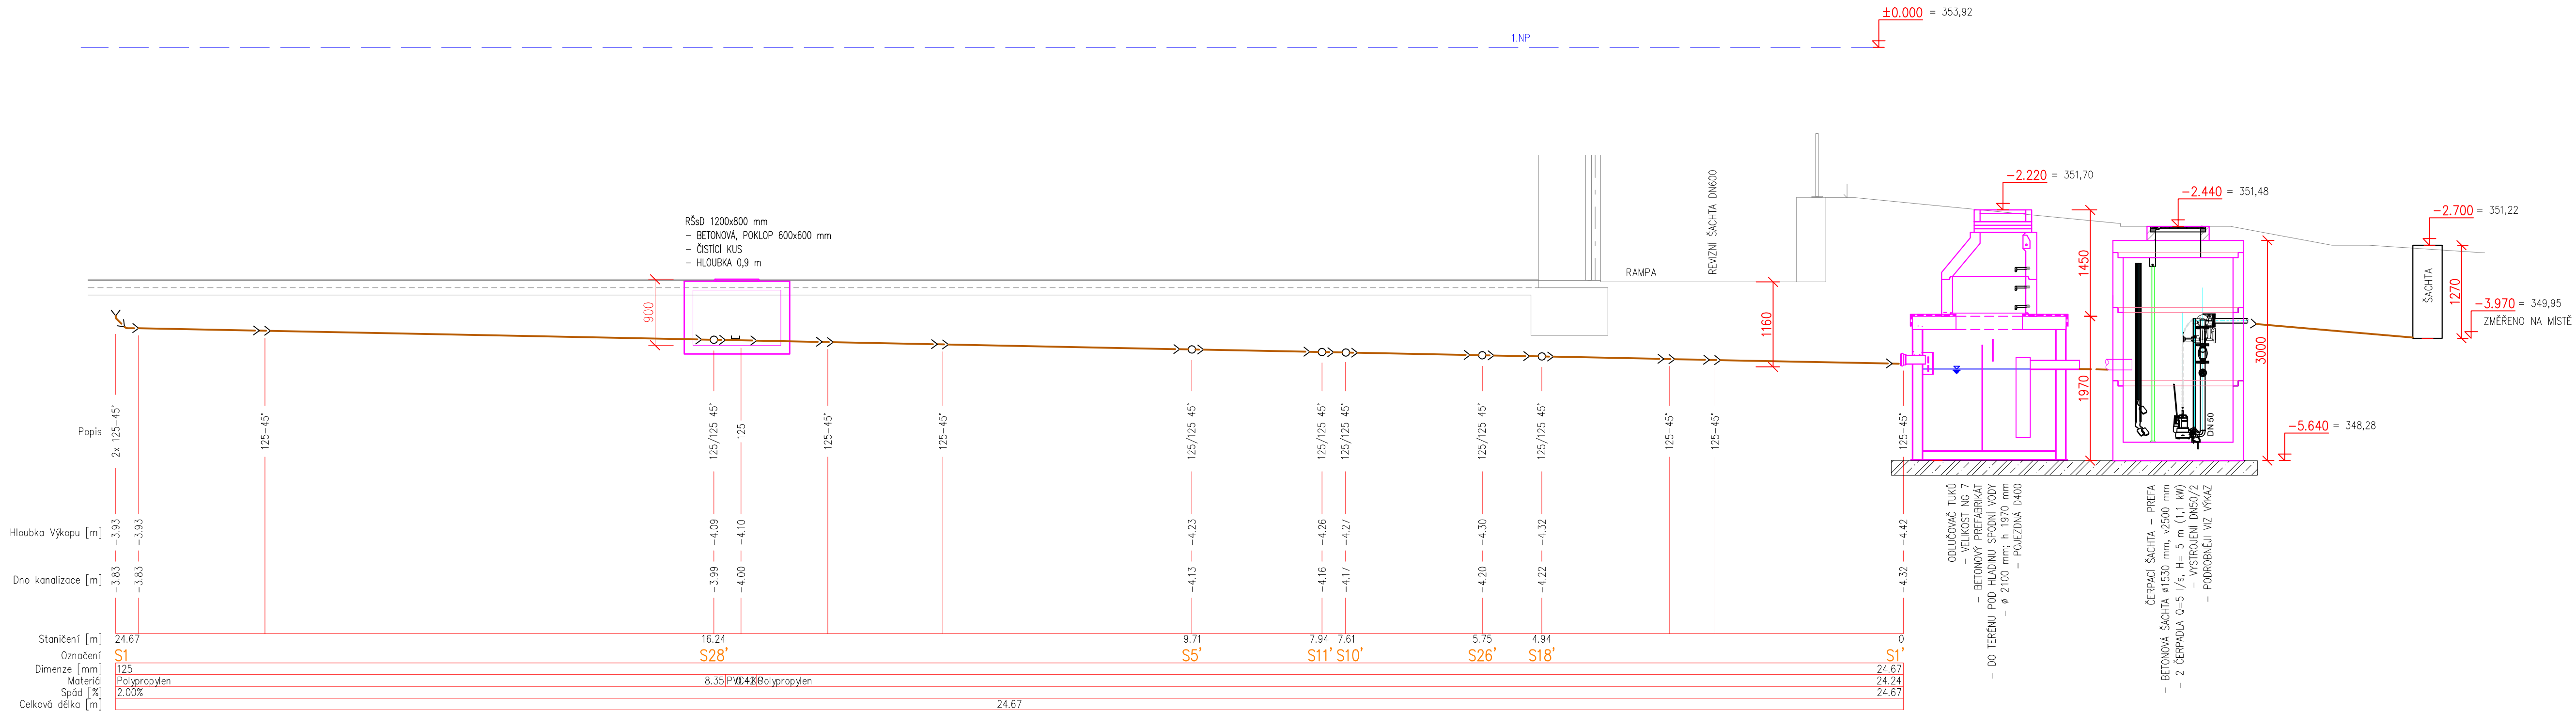 ±0.000 = 353,92
1.NP
-2.220 = 351,70
-2.440 = 351,48
-2.700 = 351,22
RŠsD 1200x800 mm
- BETONOVÁ, POKLOP 600x600 mm
- ČISTÍCÍ KUS
- HLOUBKA 0,9 m
900
RAMPA
REVIZNÍ ŠACHTA DN600
1160
1450
1970
3000
ŠACHTA
1270
-3.970 = 349,95
ZMĚŘENO NA MÍSTĚ
DN 50
-5.640 = 348,28
Popis
2x 125-45°
125-45°
125/125 45°
125
125-45°
125-45°
125/125 45°
125/125 45°
125/125 45°
125/125 45°
125/125 45°
125-45°
125-45°
125-45°
Hloubka Výkopu [m]
-3.93
-3.93
-4.09
-4.10
-4.23
-4.26
-4.27
-4.30
-4.32
-4.42
Dno kanalizace [m]
-3.83
-3.83
-3.99
-4.00
-4.13
-4.16
-4.17
-4.20
-4.22
-4.32
ODLUČOVAČ TUKŮ
- VELIKOST NG 7
- BETONOVÝ PREFABRIKÁT
- DO TERÉNU POD HLADINU SPODNÍ VODY
- ø 2100 mm; h 1970 mm
- POJEZDNÁ D400
ČERPACÍ ŠACHTA - PREFA
- BETONOVÁ ŠACHTA ø1530 mm, v2500 mm
- 2 ČERPADLA Q=5 l/s, H= 5 m (1,1 kW)
- VYSTROJENÍ DN50/2
- PODROBNĚJI VIZ VÝKAZ
Staničení [m] 24.67 16.24 9.71 7.94 7.61 5.75 4.94 0
Označení S1 S28' S5' S11' S10' S26' S18' S1'
Dimenze [mm] 125 24.67
Materiál Polypropylen 8.35 Polypropylen 24.24
Spád [%] 2.00% 24.67
Celková délka [m] 24.67